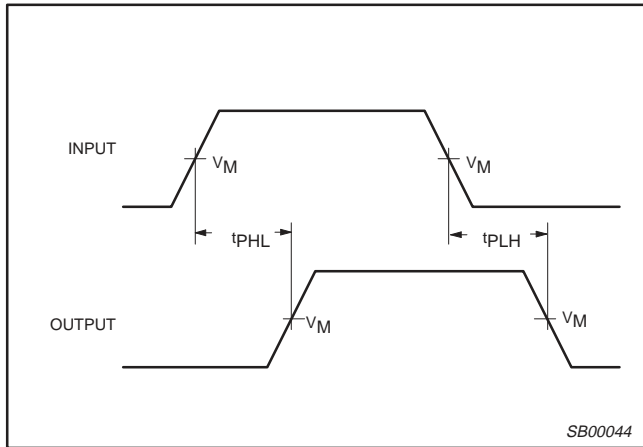 INPUT
VM
VM
tPHL
tPLH
OUTPUT
VM
VM
SB00044